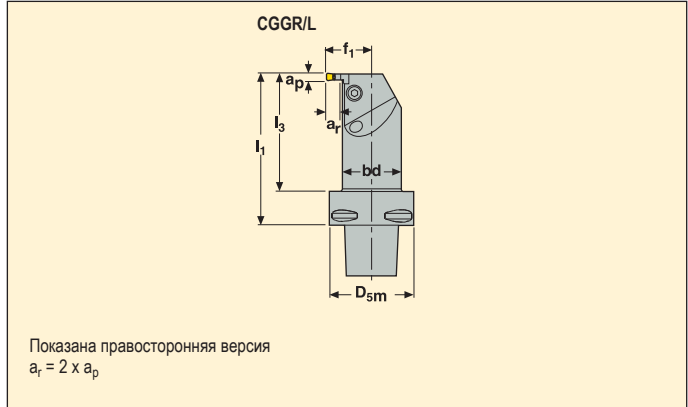 CGGR/L
f₁
aₚ
aᵣ
l₃
l₁
bd
D₅ₘ
Показана правосторонняя версия
aᵣ = 2 x aₚ